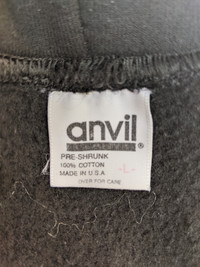 anvil®
PRE-SHRUNK
100% COTTON
MADE IN U.S.A
-L-
OVER FOR CARE